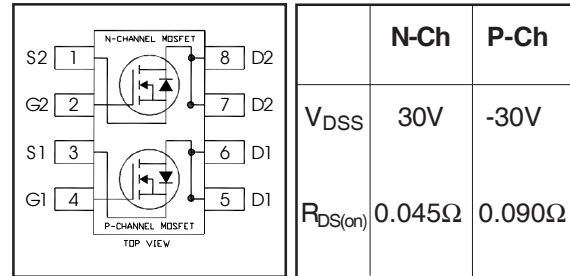 N-CHANNEL MOSFET
S2 1 8 D2
G2 2 7 D2
S1 3 6 D1
G1 4 5 D1
P-CHANNEL MOSFET
TOP VIEW
N-Ch P-Ch
VDSS 30V -30V
RDS(on) 0.045Ω 0.090Ω